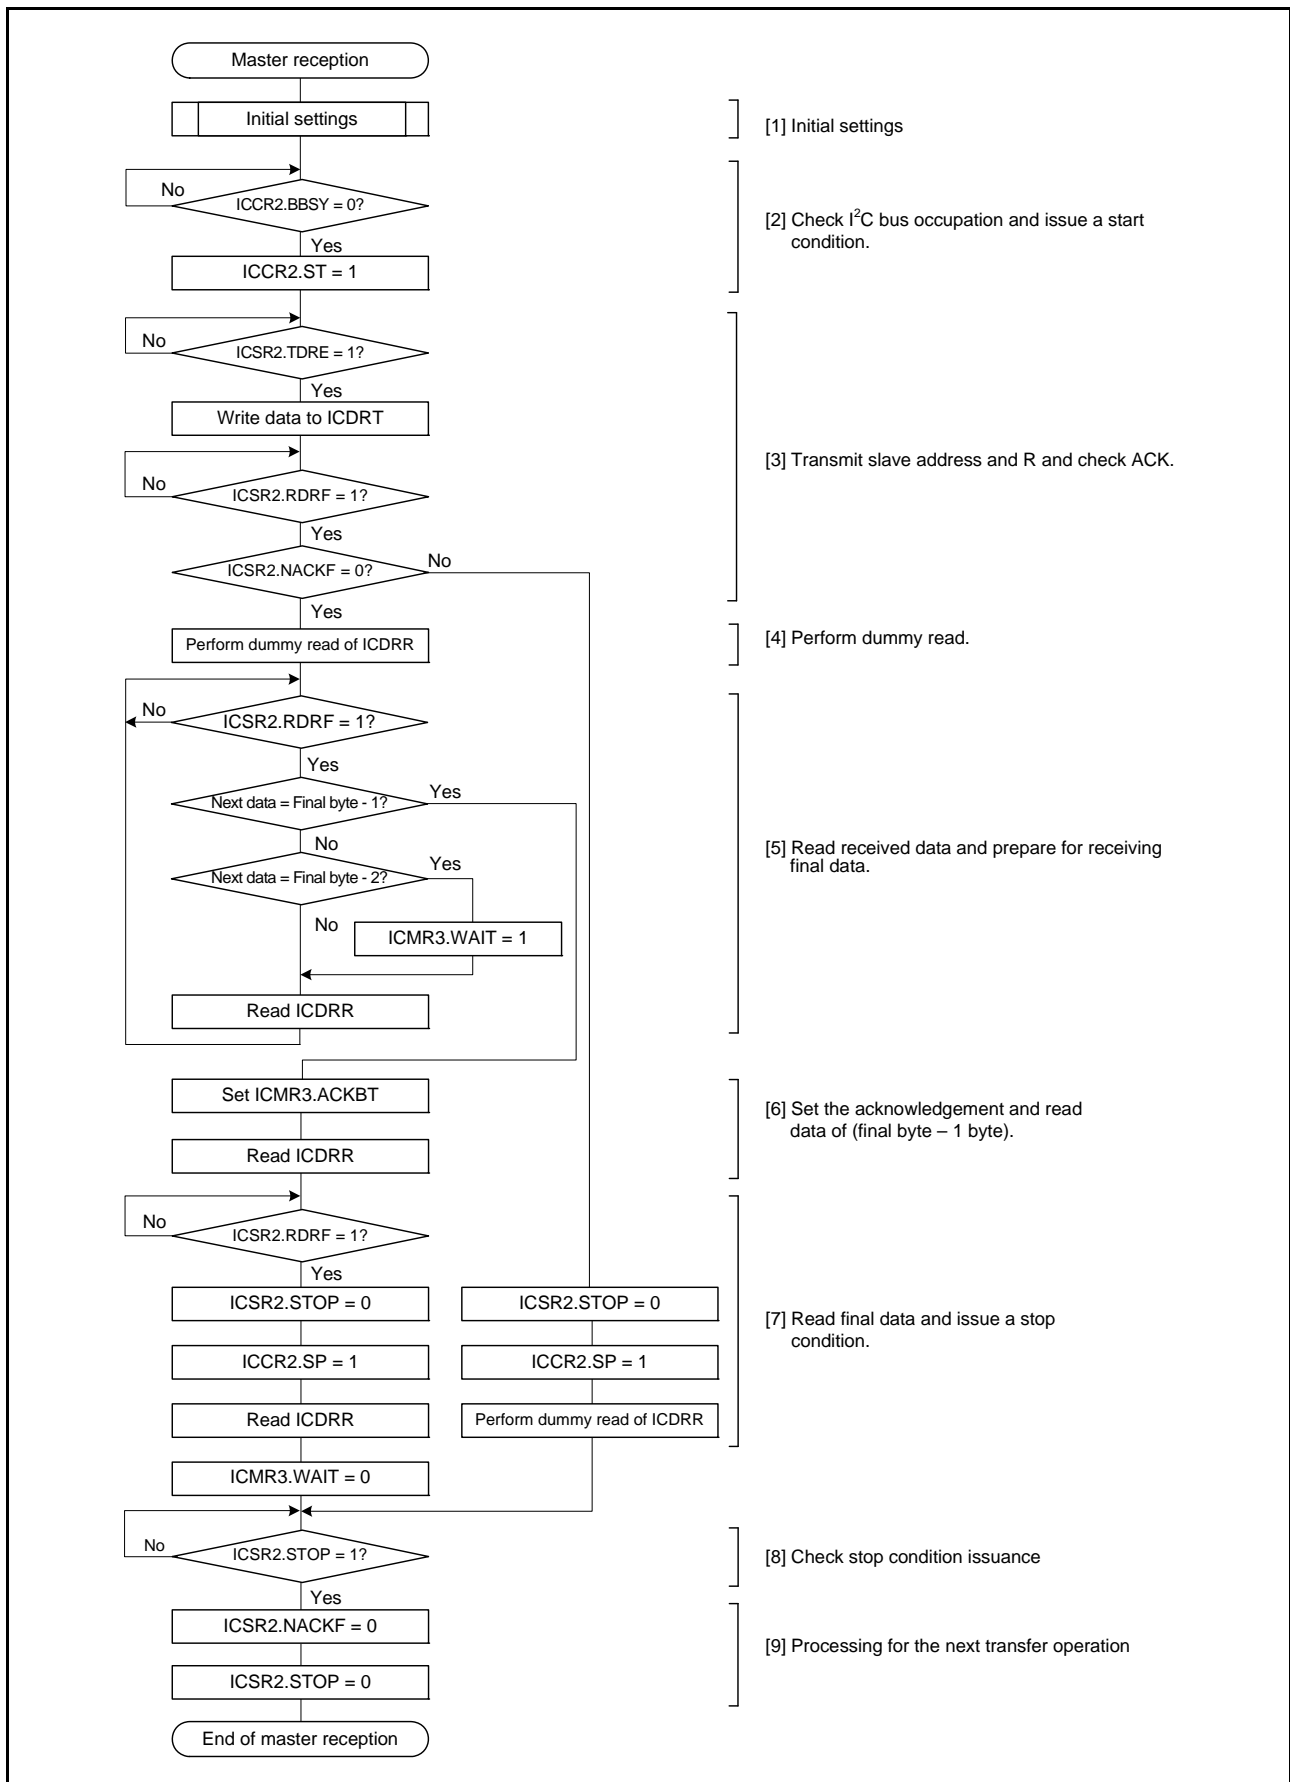 Master reception
Initial settings
[1] Initial settings
No
ICCR2.BBSY = 0?
Yes
ICCR2.ST = 1
[2] Check I²C bus occupation and issue a start
condition.
No
ICSR2.TDRE = 1?
Yes
Write data to ICDRT
No
ICSR2.RDRF = 1?
Yes
ICSR2.NACKF = 0?
No
Yes
[3] Transmit slave address and R and check ACK.
Perform dummy read of ICDRR
[4] Perform dummy read.
No
ICSR2.RDRF = 1?
Yes
Next data = Final byte - 1?
Yes
No
Next data = Final byte - 2?
Yes
No
ICMR3.WAIT = 1
Read ICDRR
[5] Read received data and prepare for receiving
final data.
Set ICMR3.ACKBT
Read ICDRR
[6] Set the acknowledgement and read
data of (final byte – 1 byte).
No
ICSR2.RDRF = 1?
Yes
ICSR2.STOP = 0
ICCR2.SP = 1
Read ICDRR
ICMR3.WAIT = 0
ICSR2.STOP = 0
ICCR2.SP = 1
Perform dummy read of ICDRR
[7] Read final data and issue a stop
condition.
No
ICSR2.STOP = 1?
Yes
[8] Check stop condition issuance
ICSR2.NACKF = 0
ICSR2.STOP = 0
[9] Processing for the next transfer operation
End of master reception